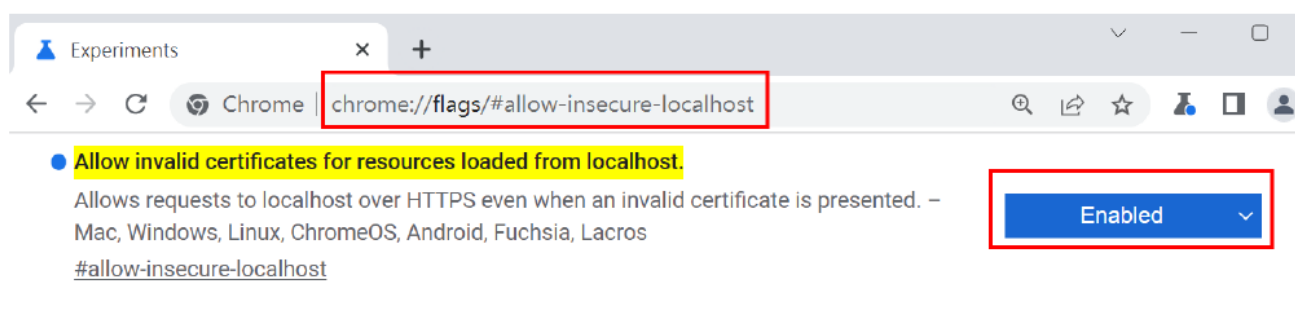 Experiments
Chrome | chrome://flags/#allow-insecure-localhost
Allow invalid certificates for resources loaded from localhost.
Allows requests to localhost over HTTPS even when an invalid certificate is presented. –
Mac, Windows, Linux, ChromeOS, Android, Fuchsia, Lacros
Enabled
#allow-insecure-localhost